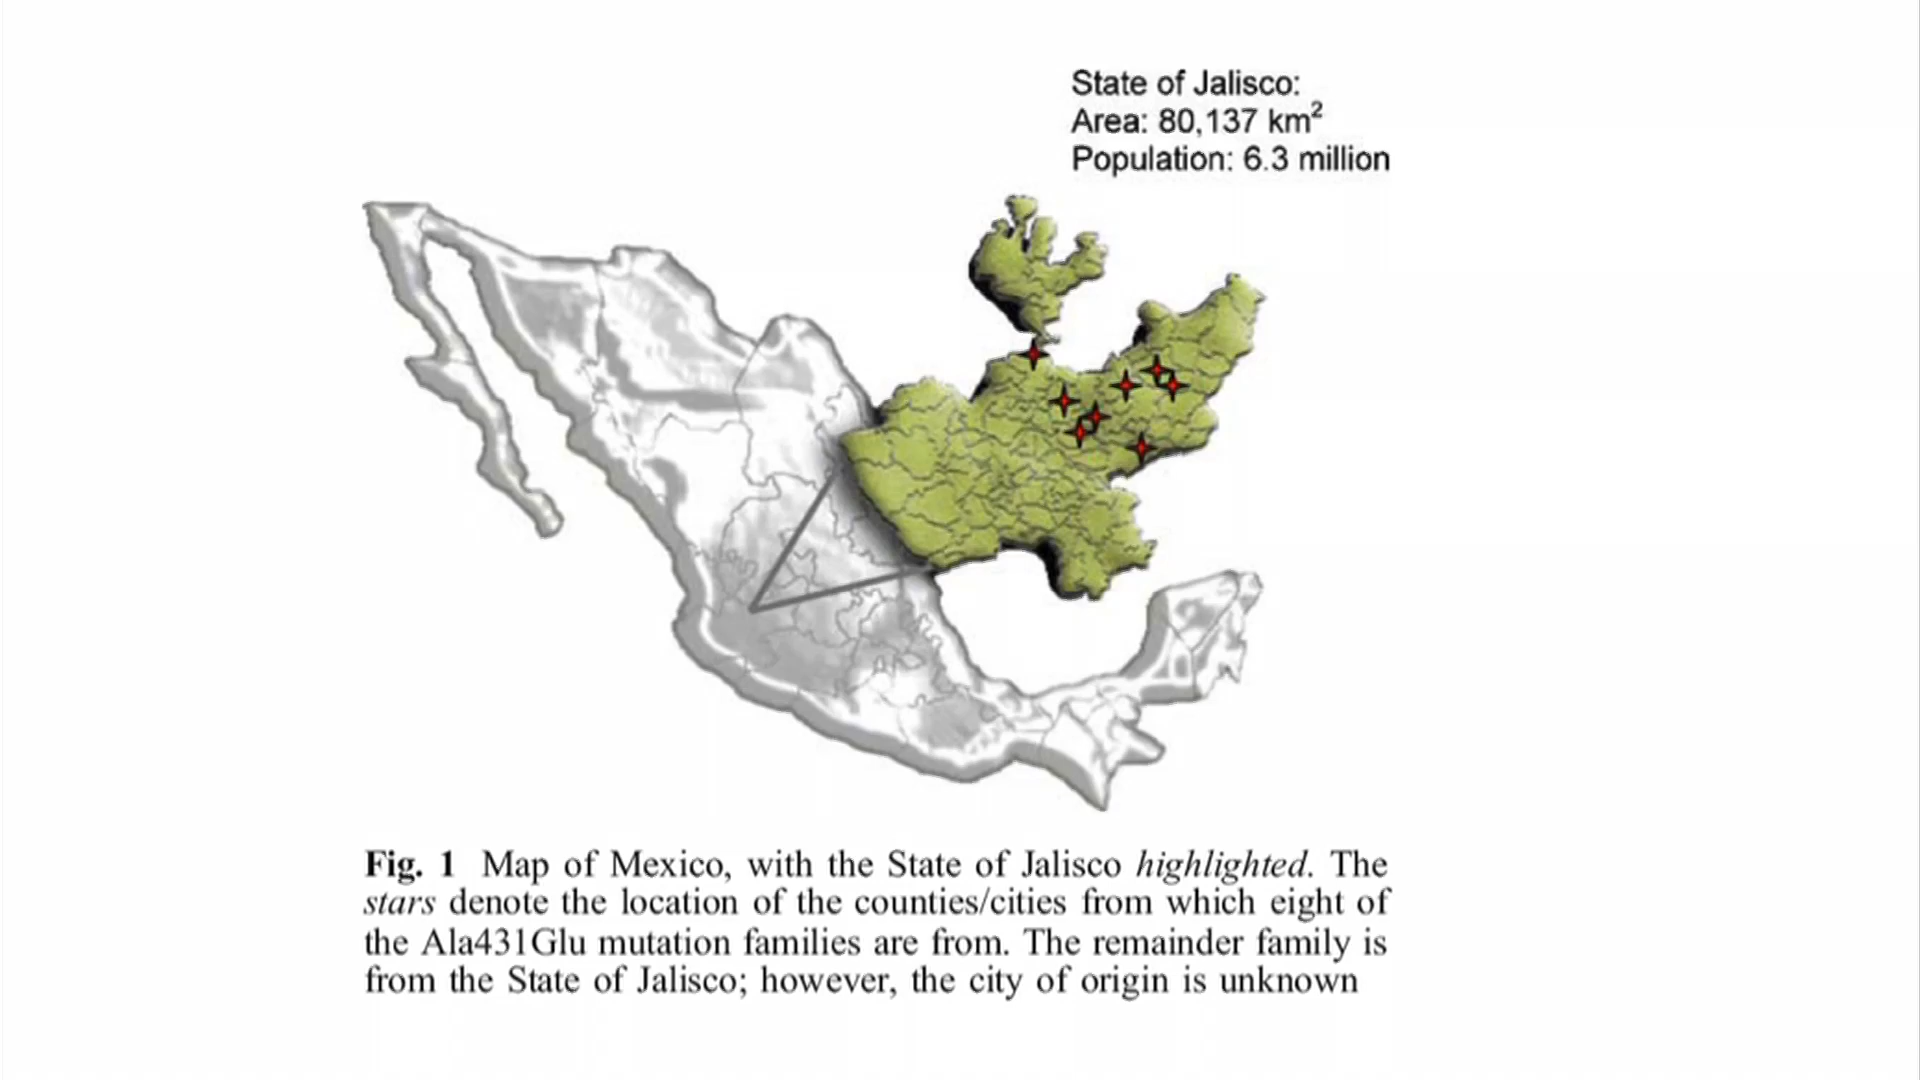 State of Jalisco:
Area: 80,137 km²
Population: 6.3 million
Fig. 1 Map of Mexico, with the State of Jalisco highlighted. The
stars denote the location of the counties/cities from which eight of
the Ala431Glu mutation families are from. The remainder family is
from the State of Jalisco; however, the city of origin is unknown